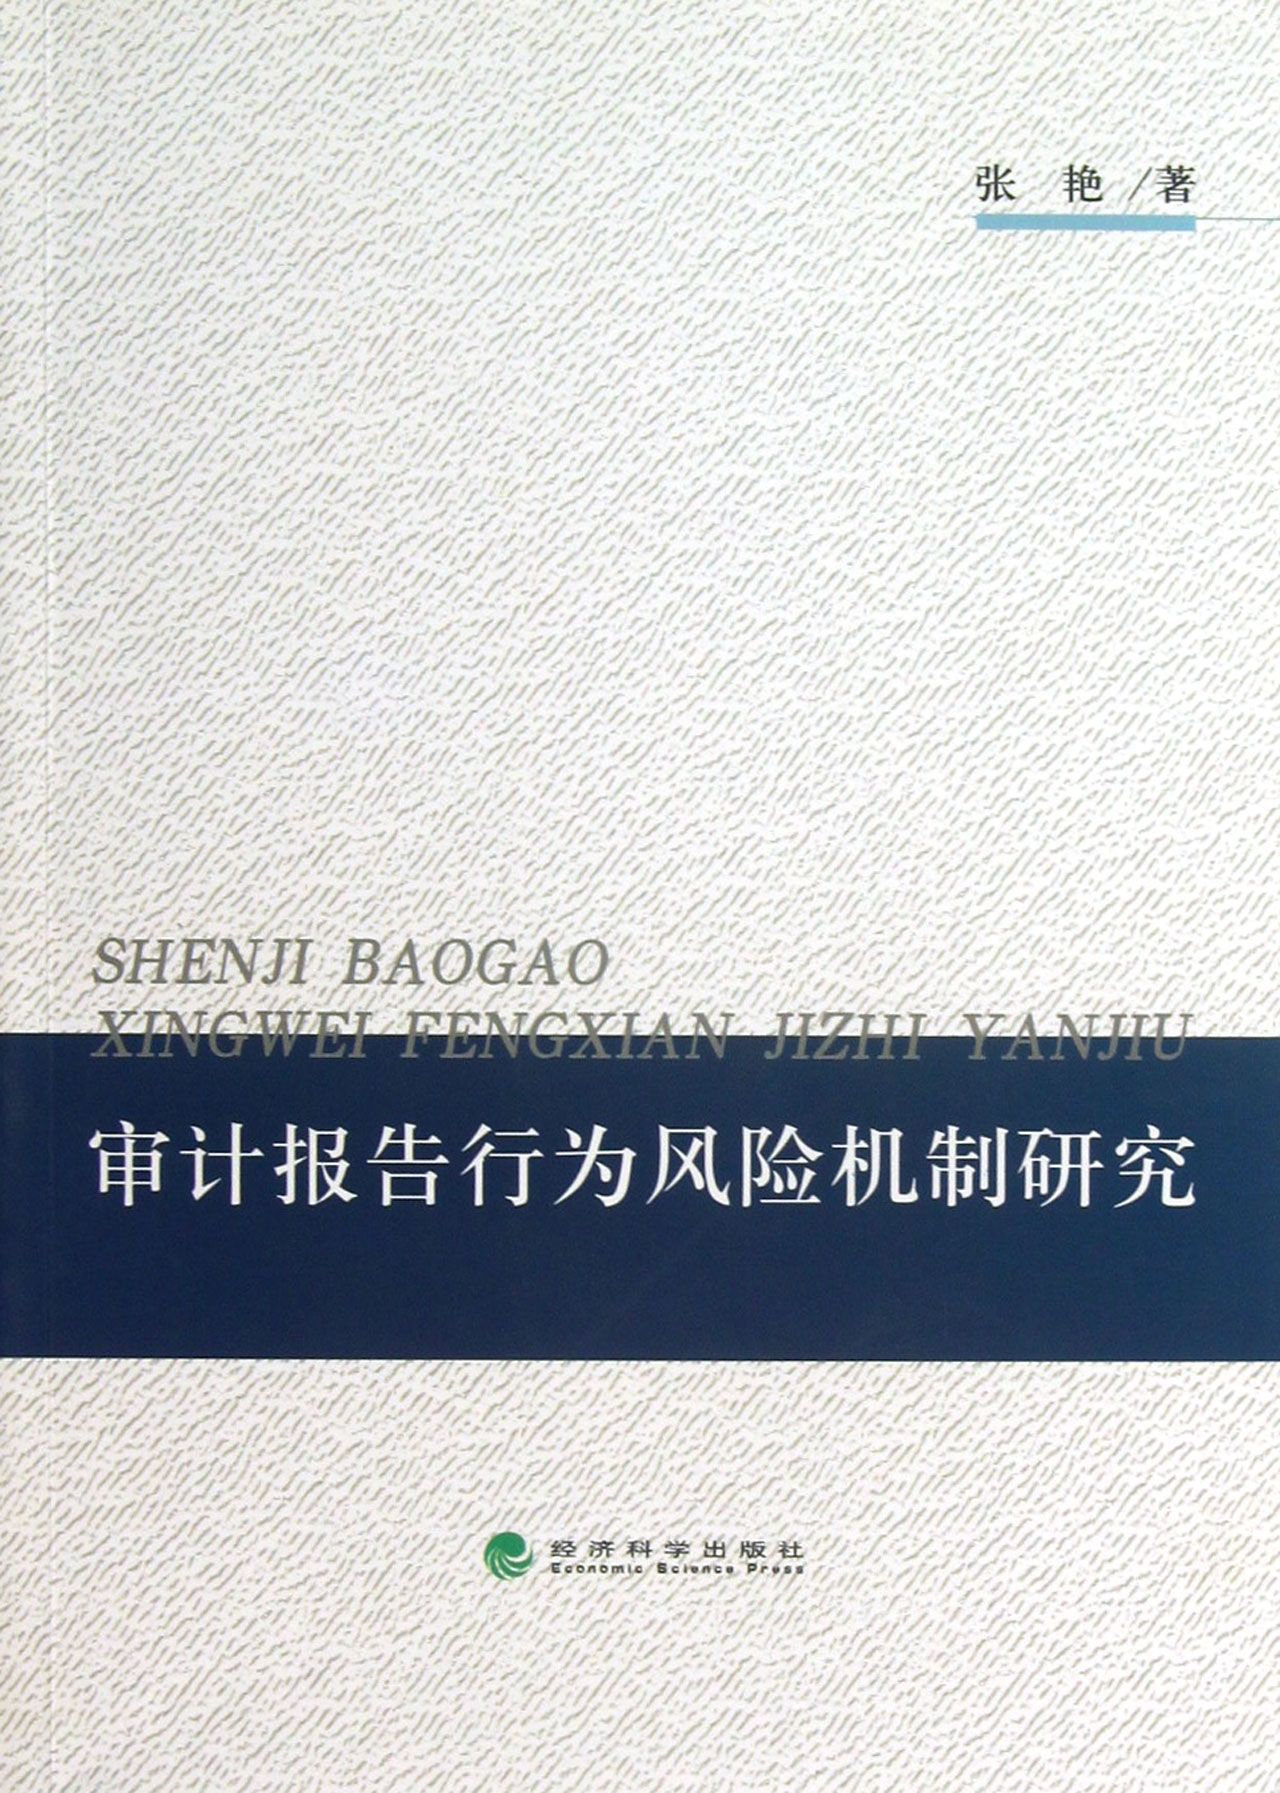 张 艳 /著
SHENJI BAOGAO
XINGWEI FENGXIAN JIZHI YANJIU
审计报告行为风险机制研究
经济科学出版社
Economic Science Press